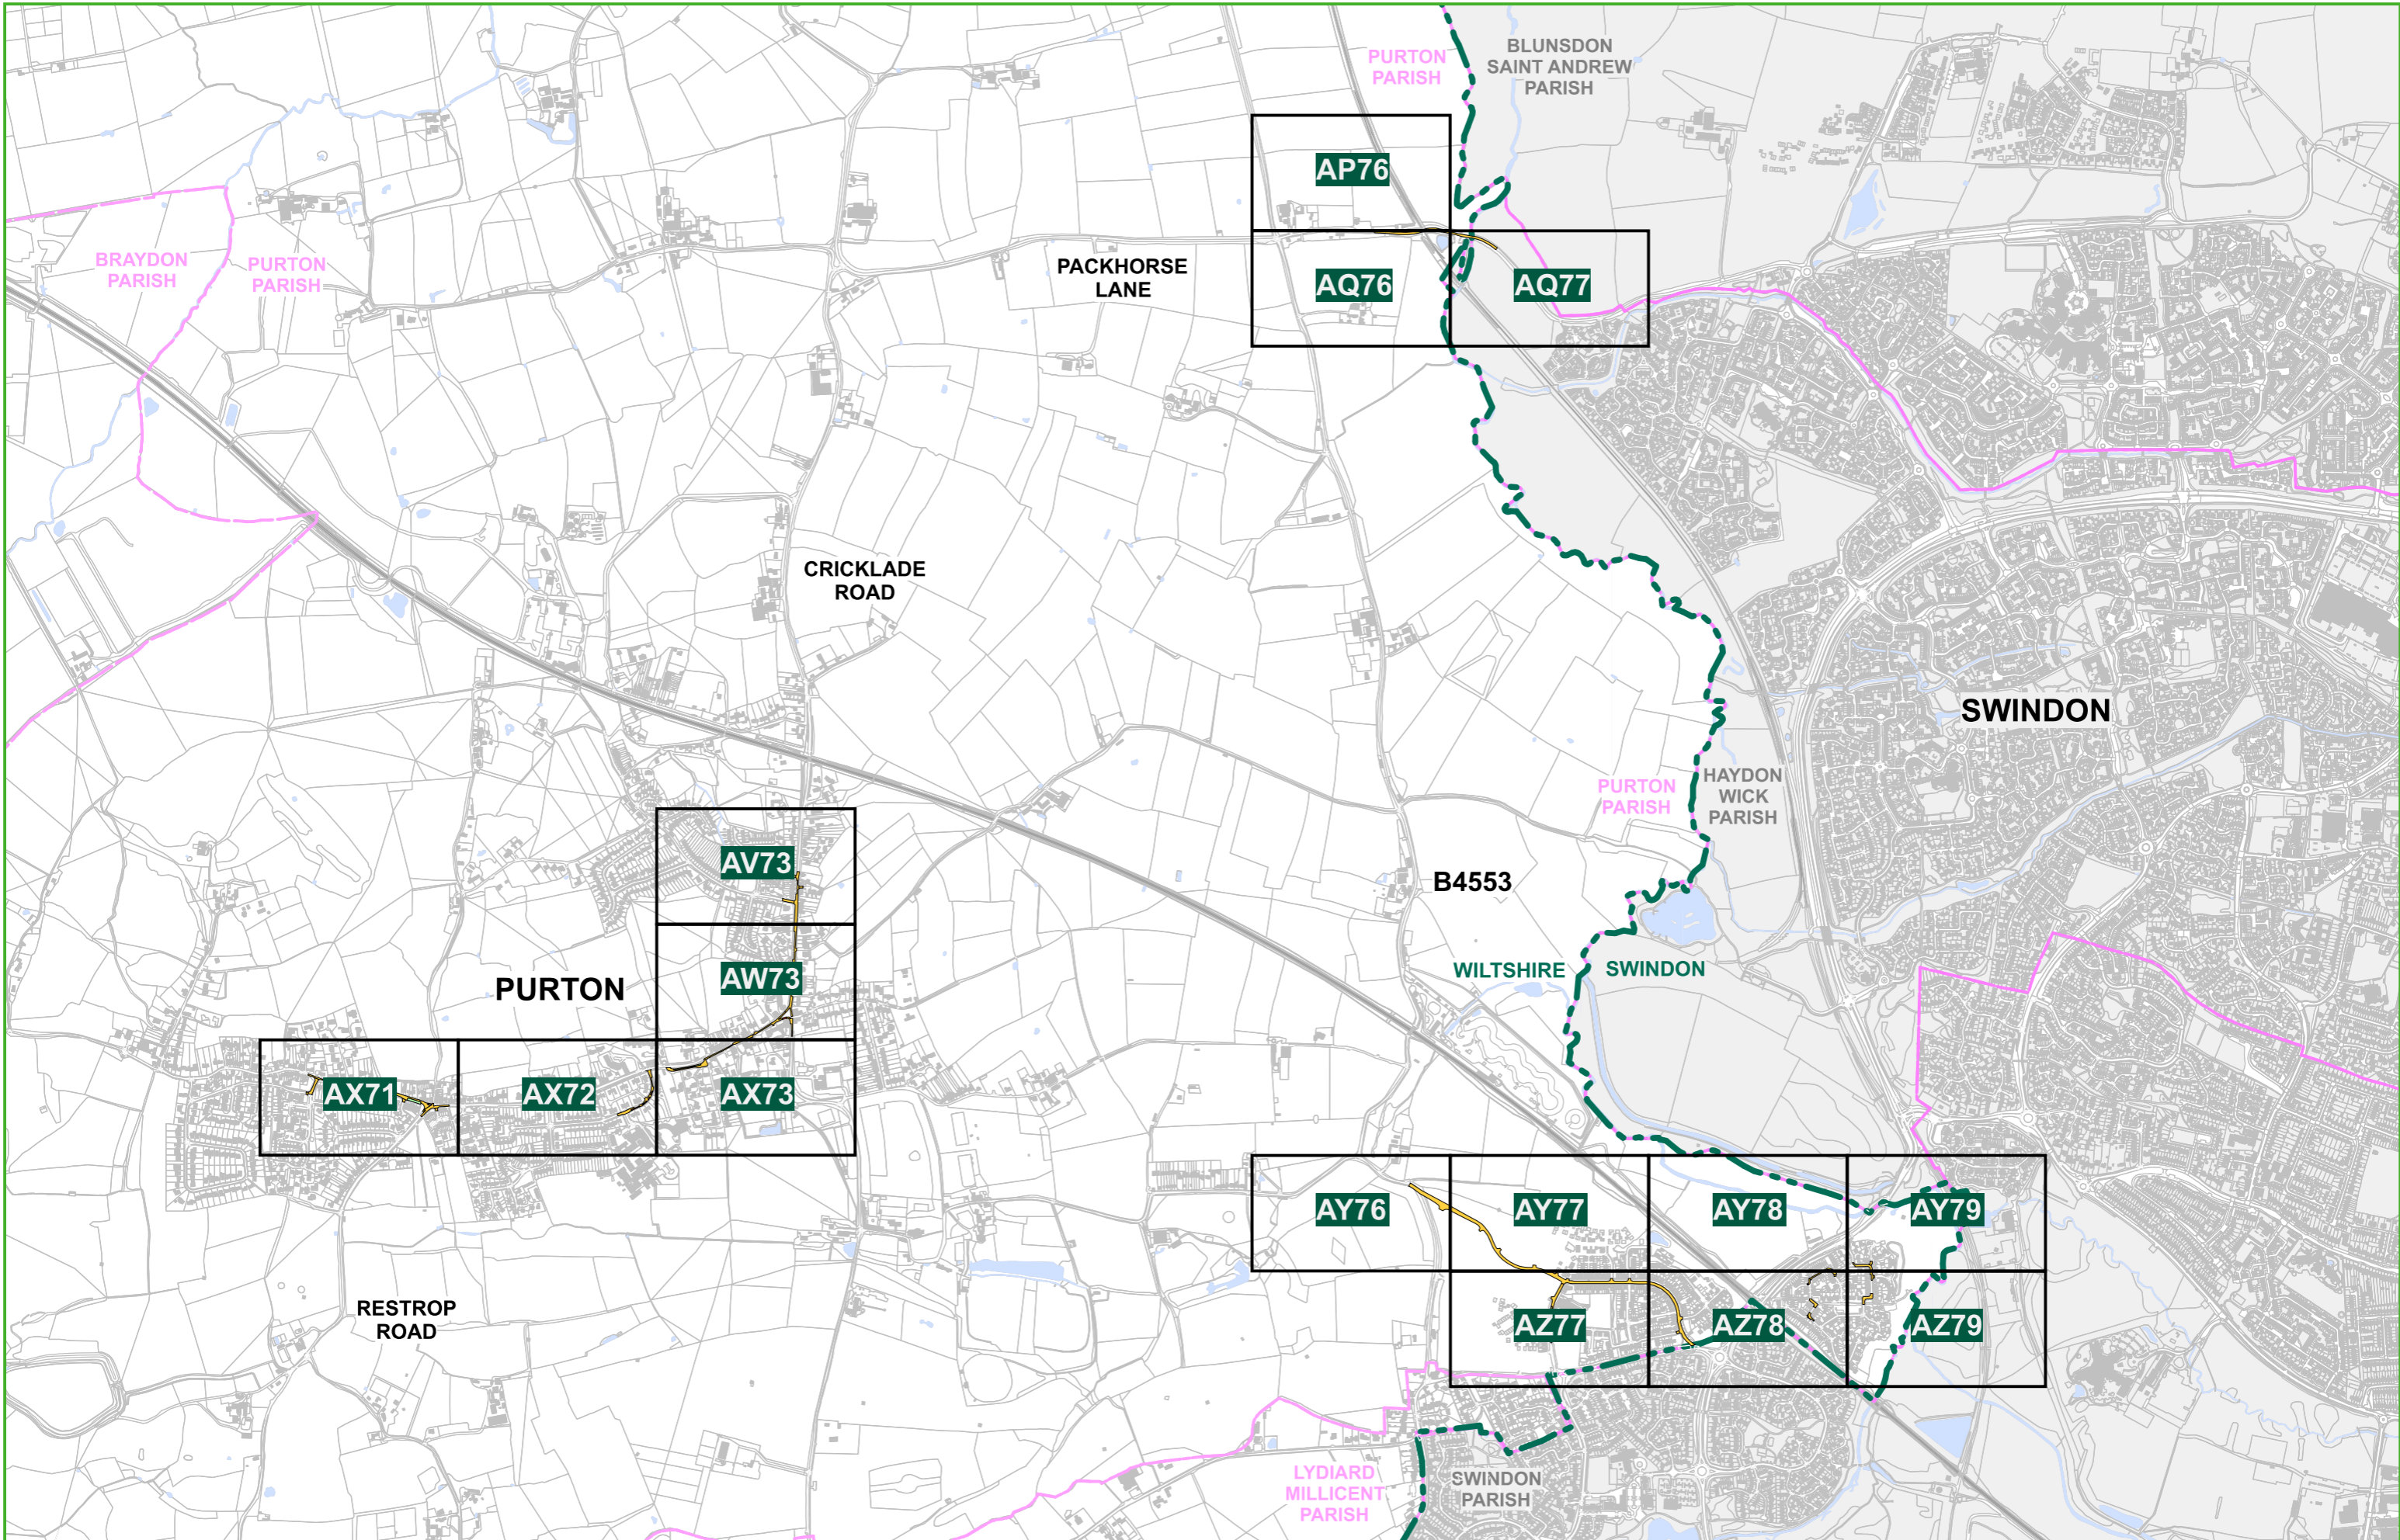 PURTON
PARISH
BLUNSDON
SAINT ANDREW
PARISH
AP76
BRAYDON
PARISH
PURTON
PARISH
PACKHORSE
LANE
AQ76
AQ77
CRICKLADE
ROAD
SWINDON
PURTON
PARISH
HAYDON
WICK
PARISH
AV73
B4553
AW73
PURTON
WILTSHIRE
SWINDON
AX71
AX72
AX73
AY76
AY77
AY78
AY79
RESTROP
ROAD
AZ77
AZ78
AZ79
LYDIARD
MILLICENT
PARISH
SWINDON
PARISH